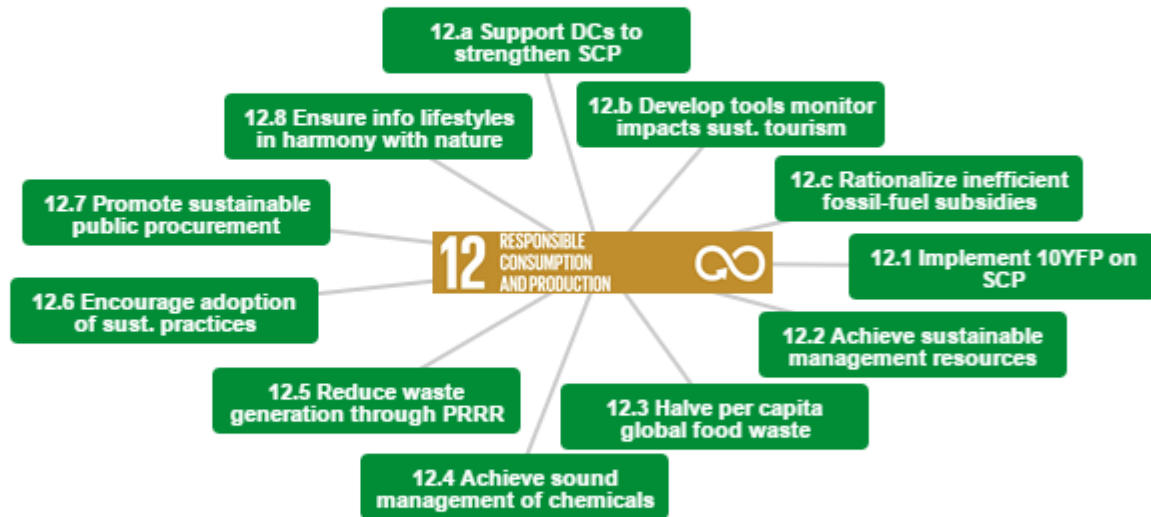 12.a Support DCs to
strengthen SCP
12.b Develop tools monitor
impacts sust. tourism
12.8 Ensure info lifestyles
in harmony with nature
12.c Rationalize inefficient
fossil-fuel subsidies
12.7 Promote sustainable
public procurement
12
RESPONSIBLE
CONSUMPTION
AND PRODUCTION
12.1 Implement 10YFP on
SCP
12.6 Encourage adoption
of sust. practices
12.2 Achieve sustainable
management resources
12.5 Reduce waste
generation through PRRR
12.3 Halve per capita
global food waste
12.4 Achieve sound
management of chemicals